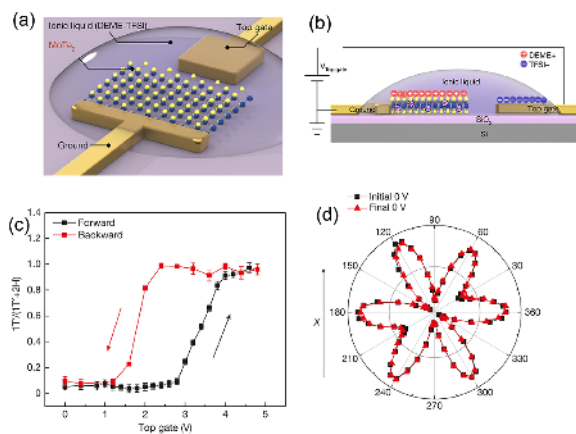 (a)
Ionic liquid (DEME-TFSI)
Top gate
MoTe2
Ground
(b)
DEME+
TFSI−
VTop gate
Ionic liquid
Ground
Top gate
SiO2
Si
(c)
Forward
Backward
1.4
1.2
1.0
0.8
0.6
0.4
0.2
0.0
1T'/(1T'+2H)
0 1 2 3 4 5
Top gate (V)
(d)
Initial 0 V
Final 0 V
90
120 60
150 30
180 360
210 330
240 300
270
X